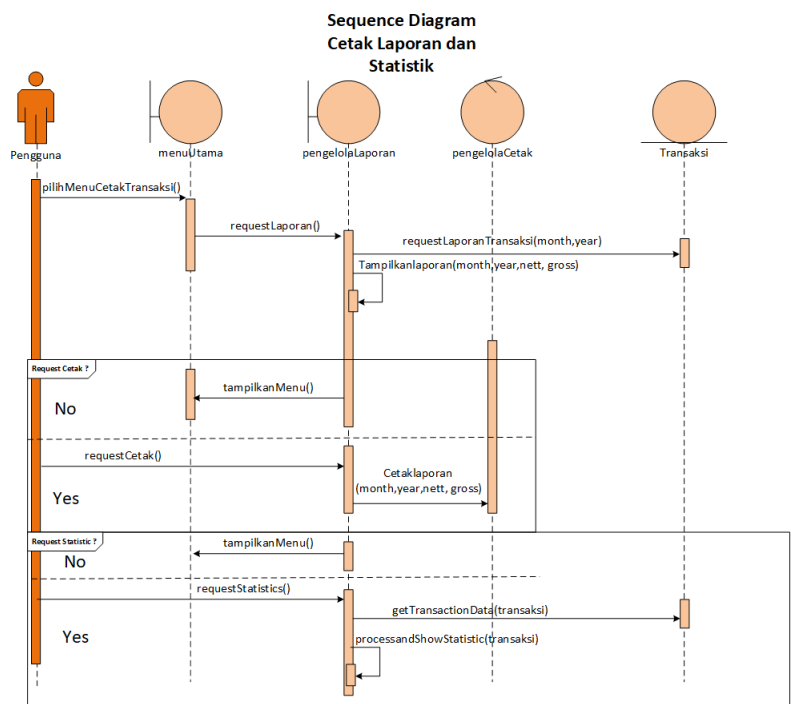 Sequence Diagram
Cetak Laporan dan
Statistik
Pengguna
menuUtama
pengelolaLaporan
pengelolaCetak
Transaksi
pilihMenuCetakTransaksi()
requestLaporan()
requestLaporanTransaksi(month,year)
Tampilkanlaporan(month,year,nett, gross)
Request Cetak ?
tampilkanMenu()
No
requestCetak()
Cetaklaporan
(month,year,nett, gross)
Yes
Request Statistic ?
tampilkanMenu()
No
requestStatistics()
getTransactionData(transaksi)
processandShowStatistic(transaksi)
Yes